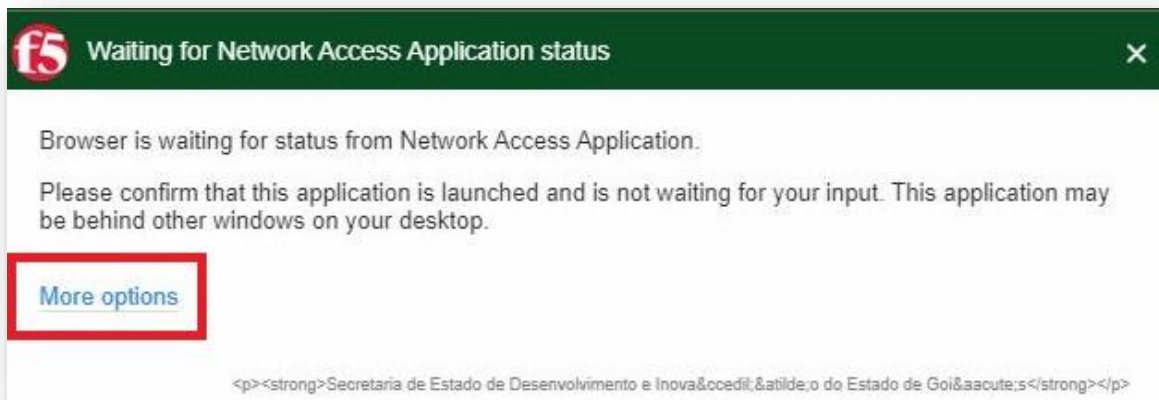 f5 Waiting for Network Access Application status
Browser is waiting for status from Network Access Application.
Please confirm that this application is launched and is not waiting for your input. This application may
be behind other windows on your desktop.
More options
<p><strong>Secretaria de Estado de Desenvolvimento e Inova&ccedil;&atilde;o do Estado de Goi&aacute;s</strong></p>